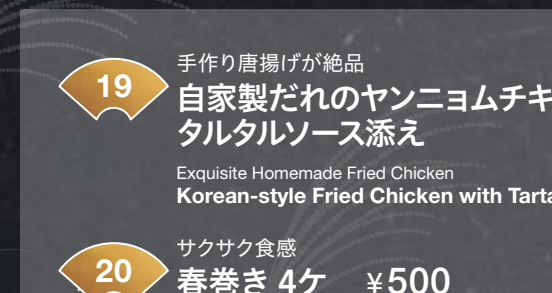 19
手作り唐揚げが絶品
自家製だれのヤンニョムチキ
タルタルソース添え
Exquisite Homemade Fried Chicken
Korean-style Fried Chicken with Tarta
20
サクサク食感
春巻き 4ケ ¥500